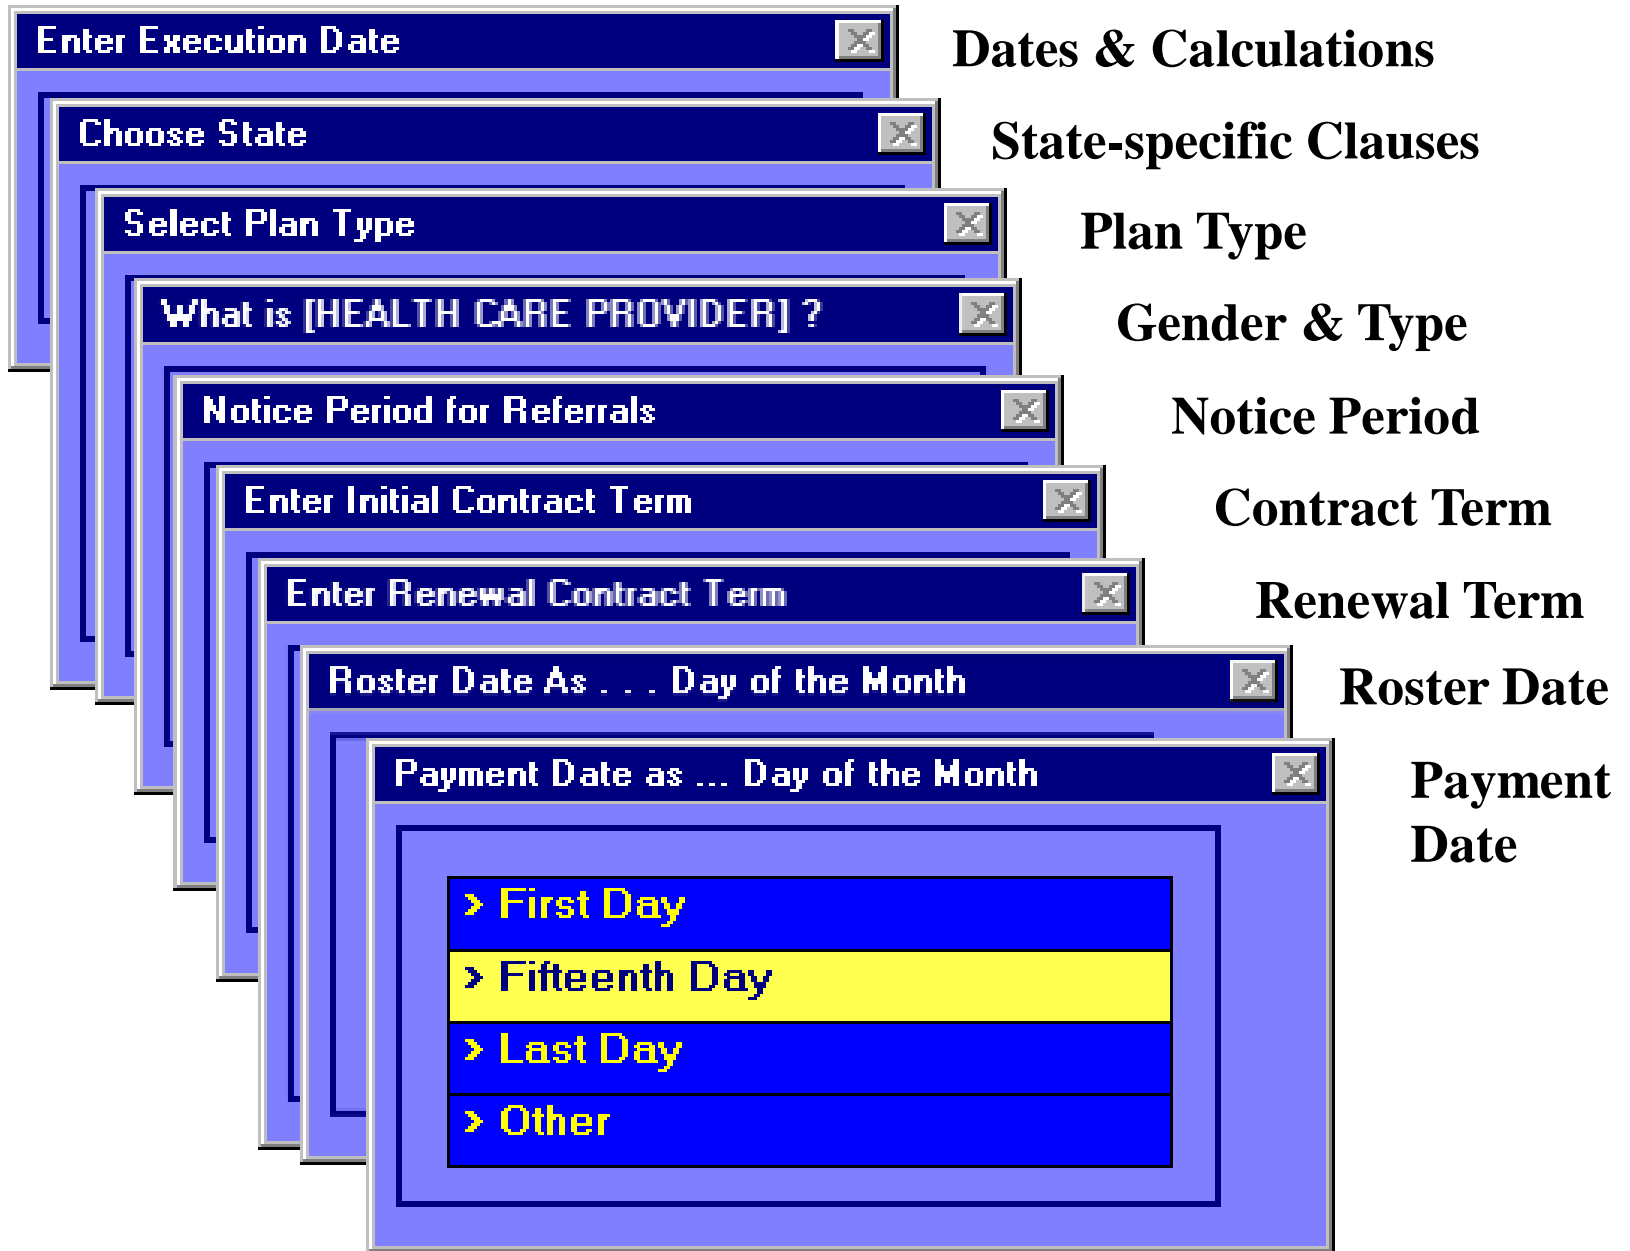 Enter Execution Date
Dates & Calculations
Choose State
State-specific Clauses
Select Plan Type
Plan Type
What is [HEALTH CARE PROVIDER] ?
Gender & Type
Notice Period for Referrals
Notice Period
Enter Initial Contract Term
Contract Term
Enter Renewal Contract Term
Renewal Term
Roster Date As . . . Day of the Month
Roster Date
Payment Date as ... Day of the Month
Payment
Date
> First Day
> Fifteenth Day
> Last Day
> Other